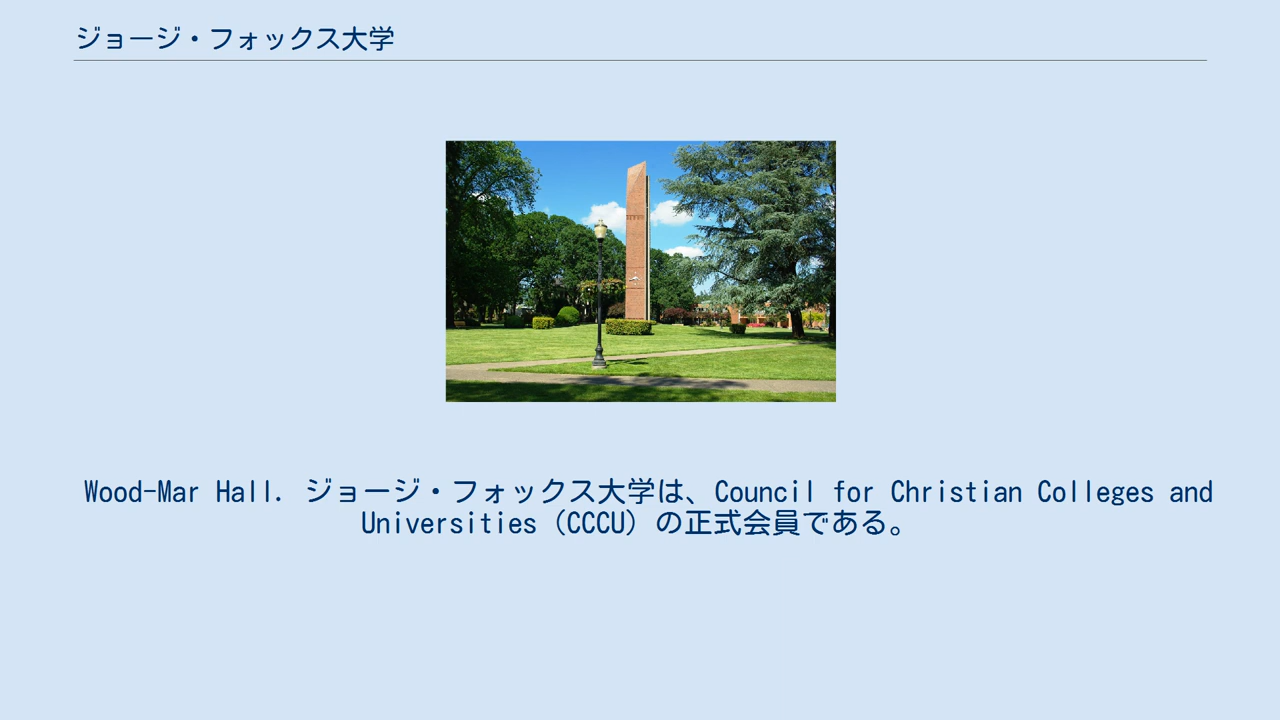 ジョージ・フォックス大学
Wood-Mar Hall. ジョージ・フォックス大学は、Council for Christian Colleges and
Universities (CCCU) の正式会員である。